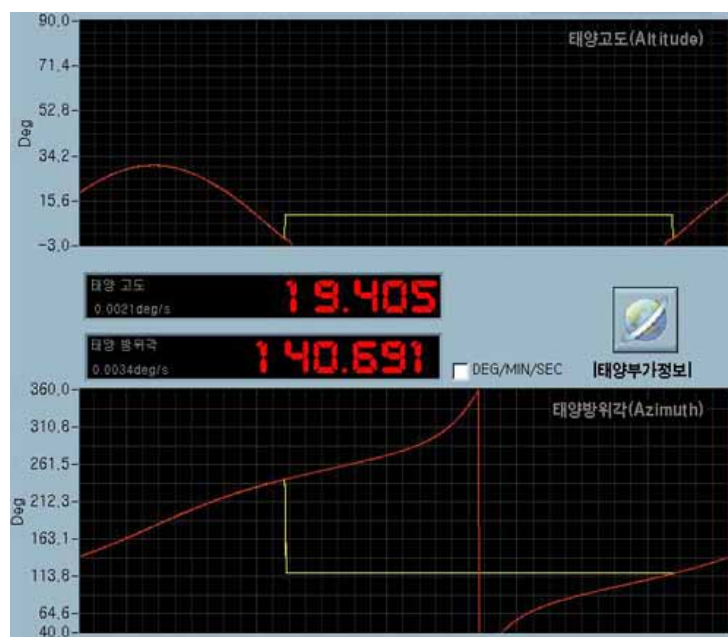 태양고도(Altitude)
90.0
71.4
52.8
34.2
15.6
-3.0
Deg
태양 고도
0.0021deg/s
19.405
태양 방위각
0.0034deg/s
140.691
DEG/MIN/SEC
|태양부가정보|
태양방위각(Azimuth)
360.0
310.8
261.5
212.3
163.1
113.8
64.6
40.0
Deg